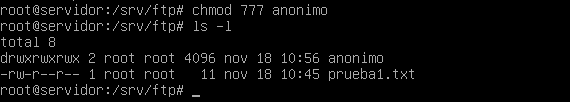 root@servidor:/srv/ftp# chmod 777 anonimo
root@servidor:/srv/ftp# ls -l
total 8
drwxrwxrwx 2 root root 4096 nov 18 10:56 anonimo
-rw-r--r-- 1 root root   11 nov 18 10:45 prueba1.txt
root@servidor:/srv/ftp# _